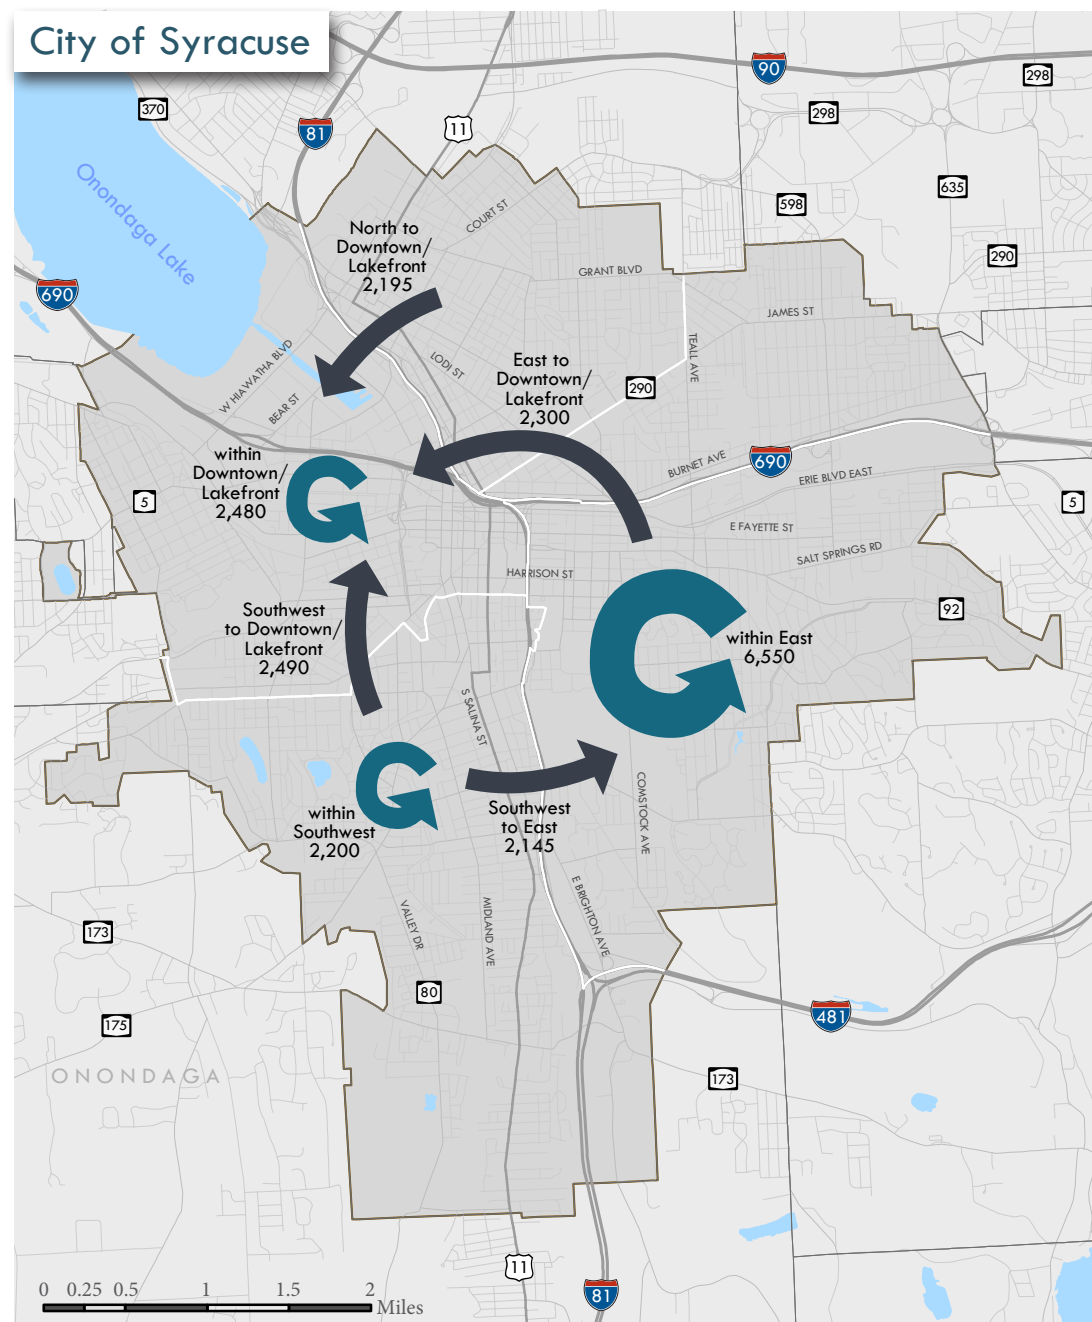 City of Syracuse
90
298
370
298
11
81
Onondaga Lake
635
598
COURT ST
North to
Downtown/
Lakefront
2,195
290
GRANT BLVD
690
JAMES ST
TEALL AVE
W HIAWATHA BLVD
LODI ST
East to
Downtown/
Lakefront
2,300
290
BEAR ST
within
Downtown/
Lakefront
2,480
BURNET AVE
690
ERIE BLVD EAST
5
5
E FAYETTE ST
SALT SPRINGS RD
HARRISON ST
92
Southwest
to Downtown/
Lakefront
2,490
within East
6,550
S SALINA ST
within
Southwest
2,200
Southwest
to East
2,145
COMSTOCK AVE
E BRIGHTON AVE
VALLEY DR
MIDLAND AVE
173
80
481
175
ONONDAGA
173
11
81
0 0.25 0.5 1 1.5 2
Miles